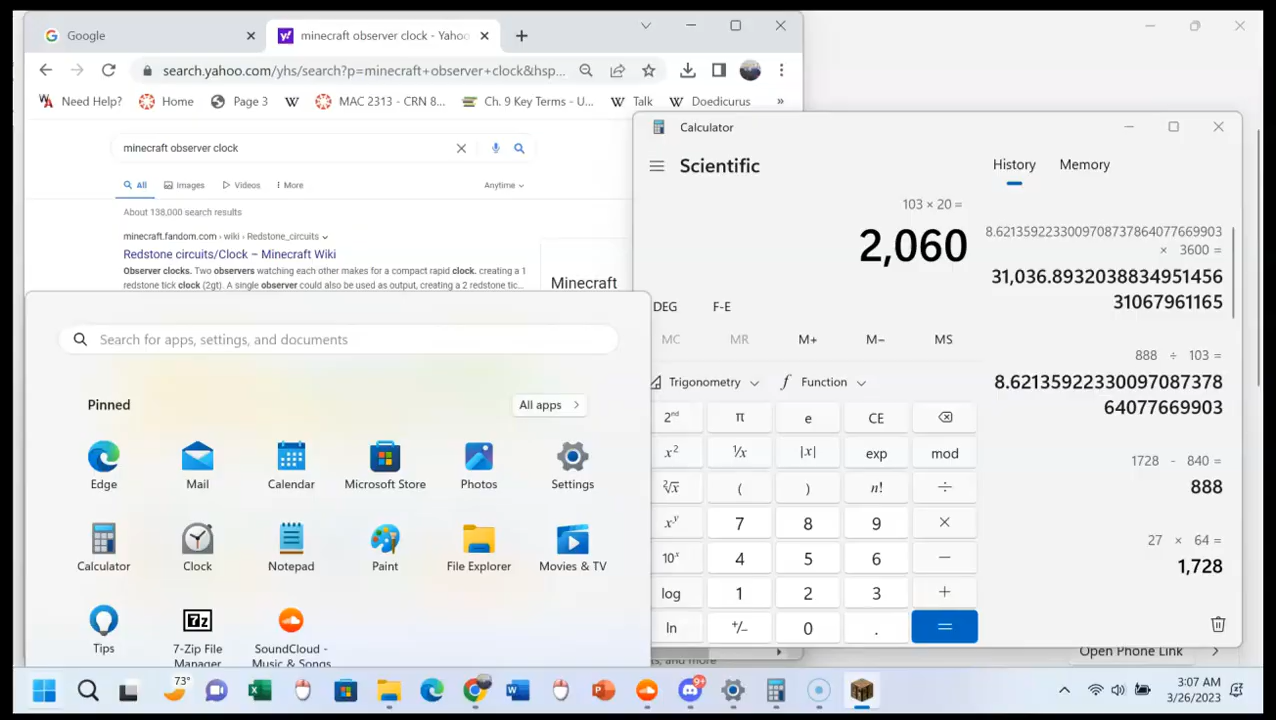 Google
minecraft observer clock - Yahoo
search.yahoo.com/yhs/search?p=minecraft+observer+clock&hsp...
Need Help?
Home
Page 3
MAC 2313 - CRN 8...
Ch. 9 Key Terms - U...
Talk
Doedicurus
»
minecraft observer clock
All
Images
Videos
More
Anytime
About 138,000 search results
minecraft.fandom.com › wiki › Redstone_circuits
Redstone circuits/Clock – Minecraft Wiki
Observer clocks. Two observers watching each other makes for a compact rapid clock. creating a 1
redstone tick clock (2gt). A single observer could also be used as output, creating a 2 redstone tic...
Minecraft
Calculator
Scientific
History
Memory
103 × 20 =
2,060
DEG
F-E
MC
MR
M+
M−
MS
Trigonometry
f Function
2nd
π
e
CE
x²
⅟x
|x|
exp
mod
²√x
(
)
n!
÷
xʸ
7
8
9
×
10ˣ
4
5
6
−
log
1
2
3
+
ln
+/−
0
.
=
8.6213592233009708737864077669903
× 3600 =
31,036.8932038834951456
31067961165
888 ÷ 103 =
8.62135922330097087378
64077669903
1728 - 840 =
888
27 × 64 =
1,728
Search for apps, settings, and documents
Pinned
All apps
Edge
Mail
Calendar
Microsoft Store
Photos
Settings
Calculator
Clock
Notepad
Paint
File Explorer
Movies & TV
Tips
7-Zip File
Manager
SoundCloud -
Music & Songs
and more
Open Phone Link
73°
9+
3:07 AM
3/26/2023